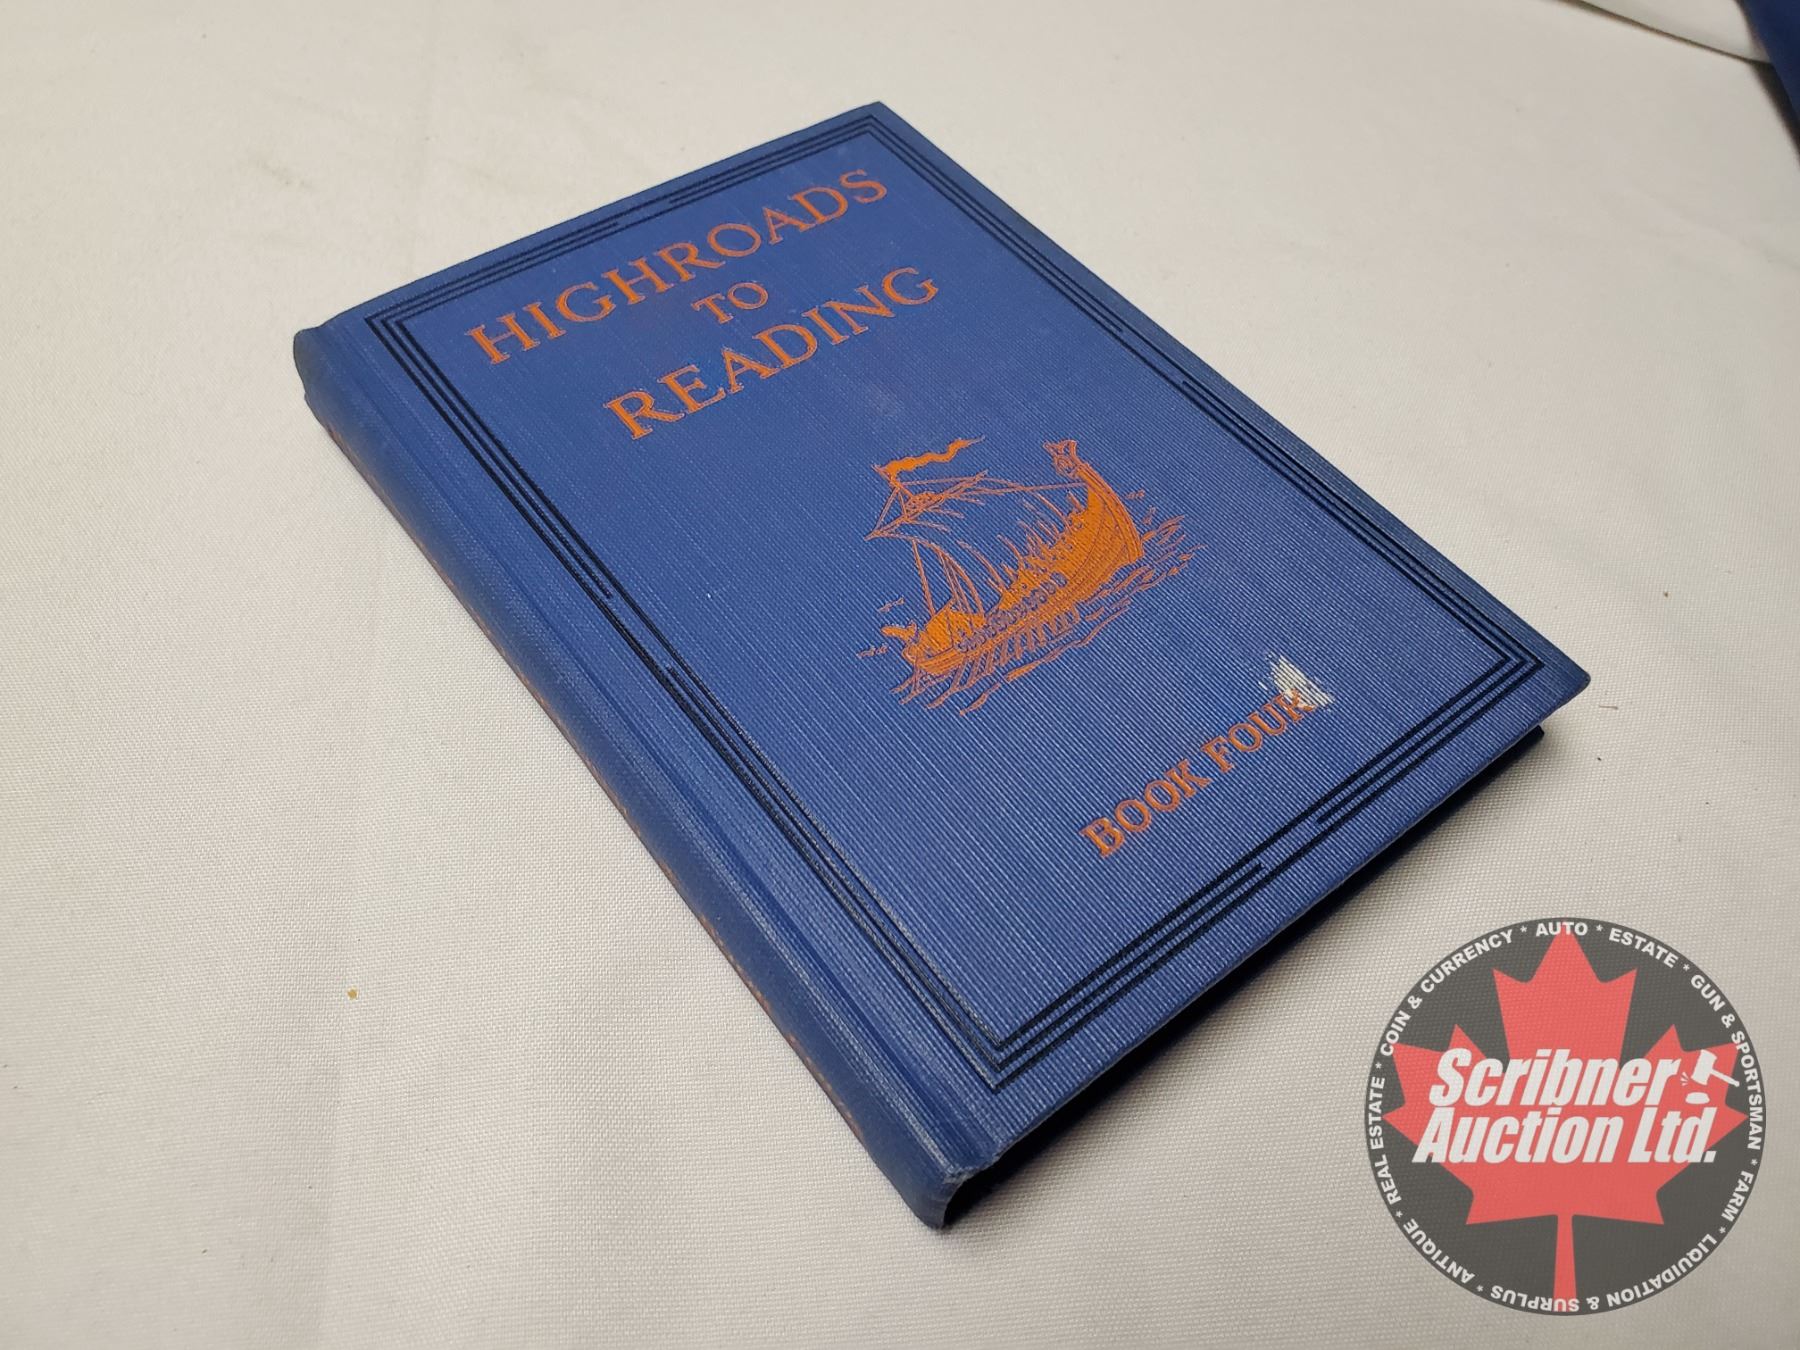 HIGHROADS
TO
READING
BOOK FOUR
Scribner
Auction Ltd.
REAL ESTATE * COIN & CURRENCY * AUTO * ESTATE * GUN & SPORTSMAN * FARM * LIQUIDATION & SURPLUS * ANTIQUE *